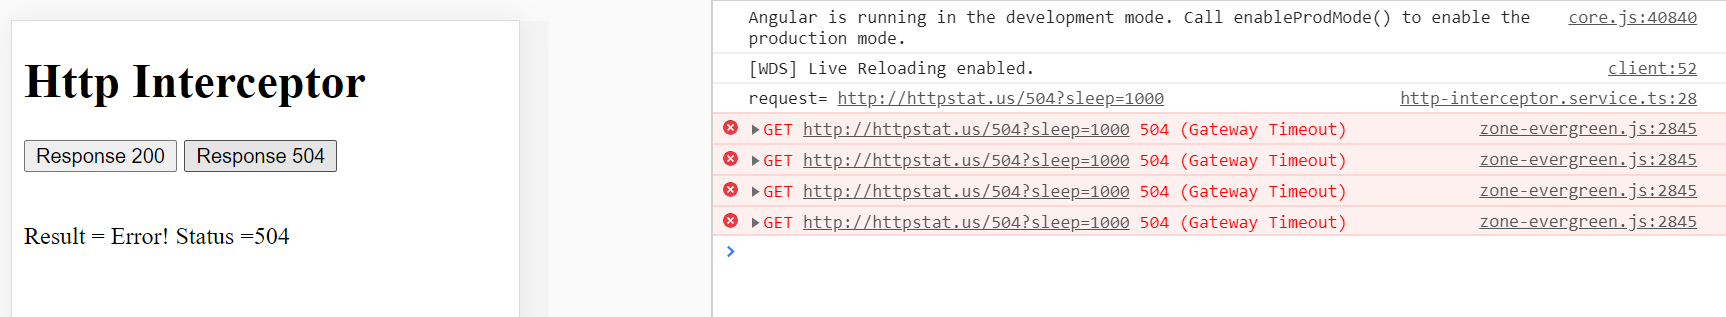 Http Interceptor
Response 200 Response 504
Result = Error! Status =504
Angular is running in the development mode. Call enableProdMode() to enable the core.js:40840
production mode.
[WDS] Live Reloading enabled. client:52
request= http://httpstat.us/504?sleep=1000 http-interceptor.service.ts:28
GET http://httpstat.us/504?sleep=1000 504 (Gateway Timeout) zone-evergreen.js:2845
GET http://httpstat.us/504?sleep=1000 504 (Gateway Timeout) zone-evergreen.js:2845
GET http://httpstat.us/504?sleep=1000 504 (Gateway Timeout) zone-evergreen.js:2845
GET http://httpstat.us/504?sleep=1000 504 (Gateway Timeout) zone-evergreen.js:2845